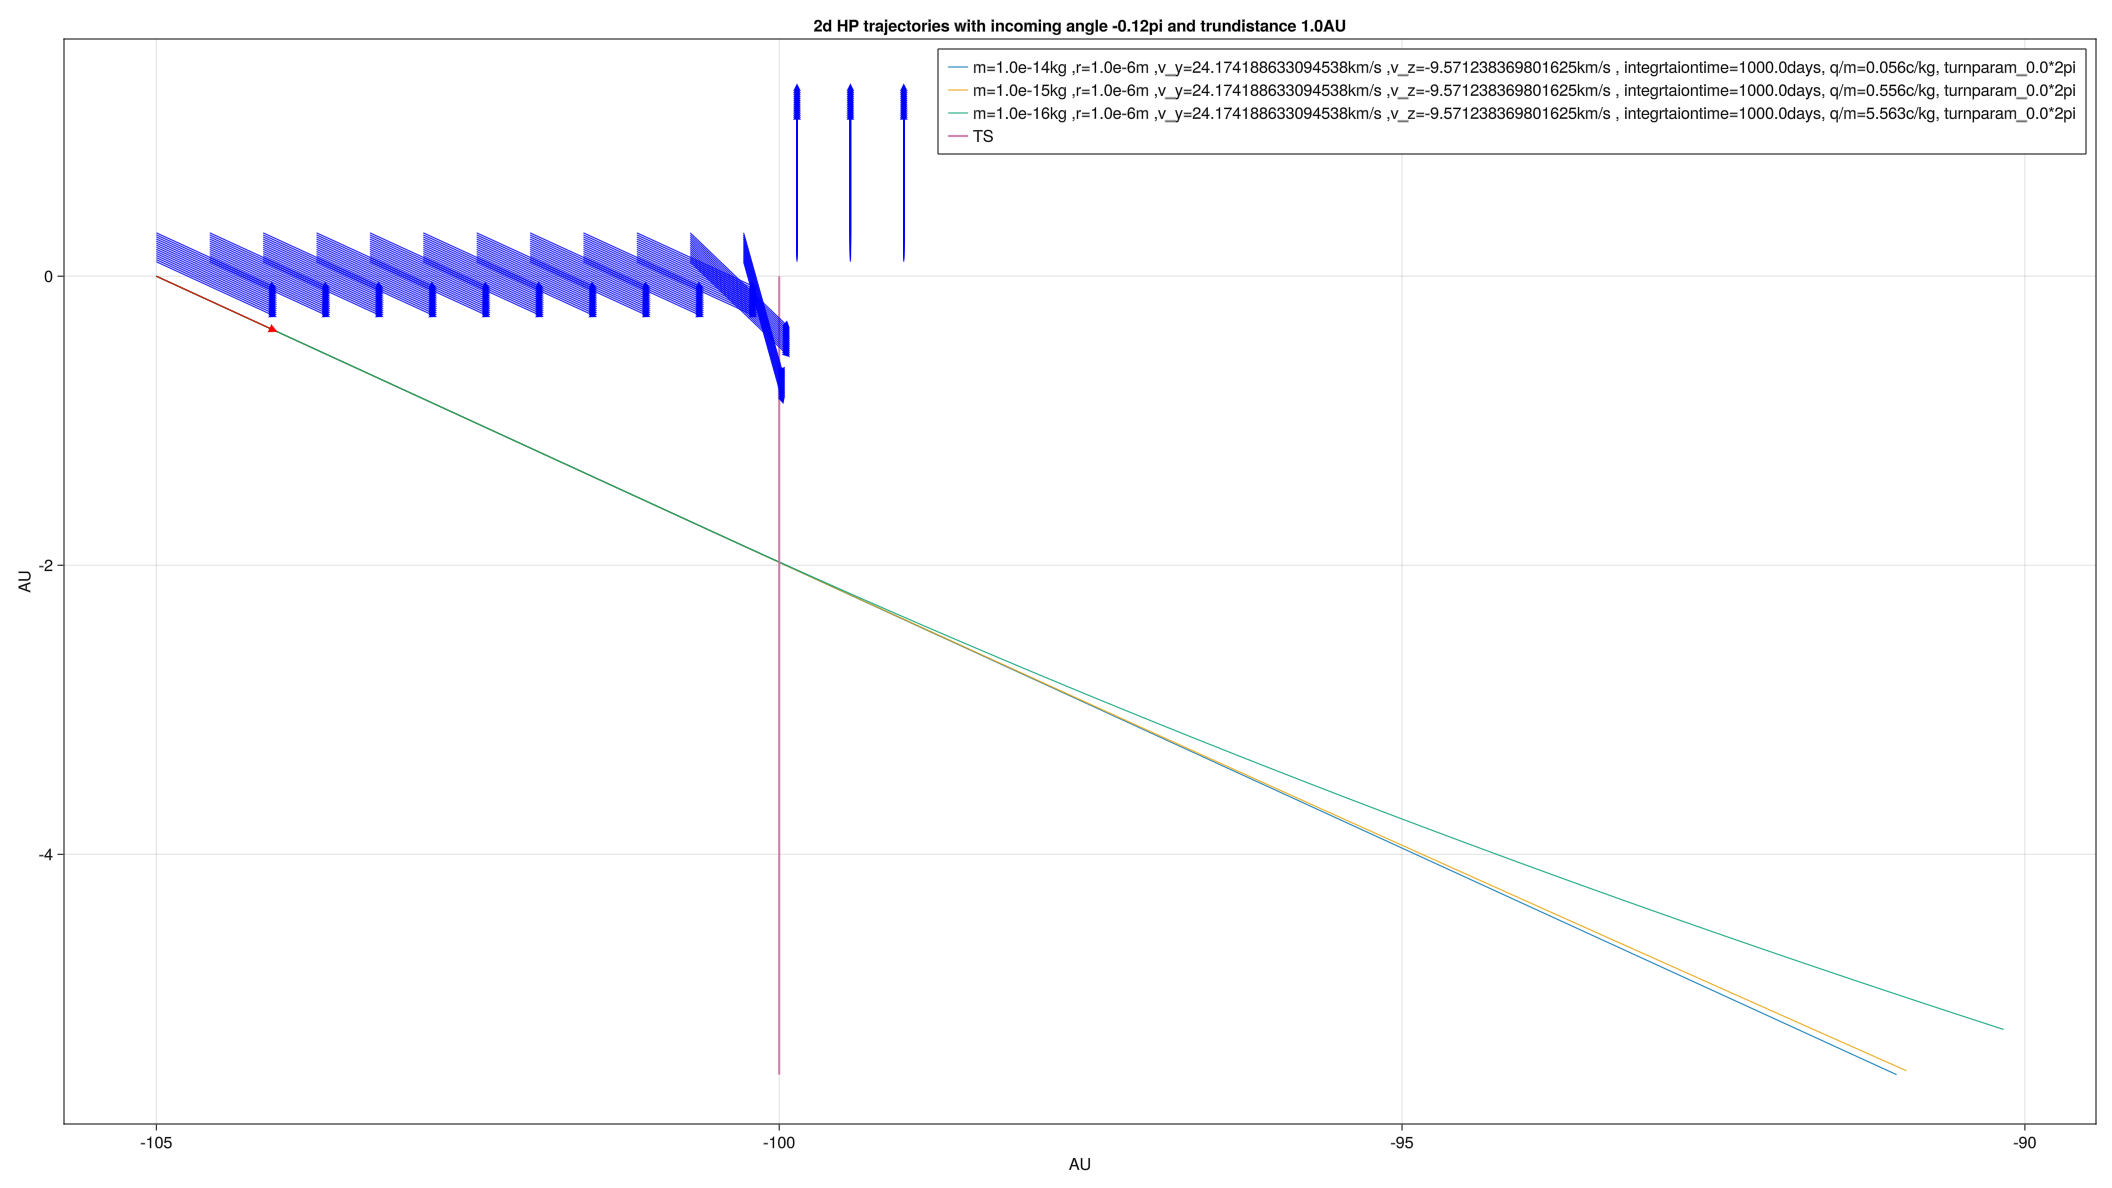 2d HP trajectories with incoming angle -0.12pi and trundistance 1.0AU
m=1.0e-14kg ,r=1.0e-6m ,v_y=24.174188633094538km/s ,v_z=-9.571238369801625km/s , integrtaiontime=1000.0days, q/m=0.056c/kg, turnparam_0.0*2pi
m=1.0e-15kg ,r=1.0e-6m ,v_y=24.174188633094538km/s ,v_z=-9.571238369801625km/s , integrtaiontime=1000.0days, q/m=0.556c/kg, turnparam_0.0*2pi
m=1.0e-16kg ,r=1.0e-6m ,v_y=24.174188633094538km/s ,v_z=-9.571238369801625km/s , integrtaiontime=1000.0days, q/m=5.563c/kg, turnparam_0.0*2pi
TS
0
-2
-4
AU
-105 -100 -95 -90
AU